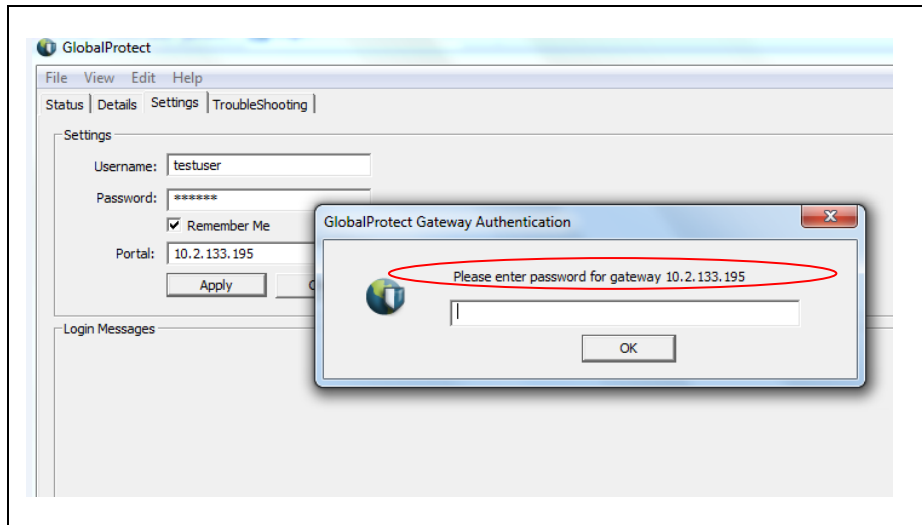 GlobalProtect
File View Edit Help
Status Details Settings TroubleShooting
Settings
Username: testuser
Password: ******
Remember Me
Portal: 10.2.133.195
Apply
Login Messages
GlobalProtect Gateway Authentication
Please enter password for gateway 10.2.133.195
OK